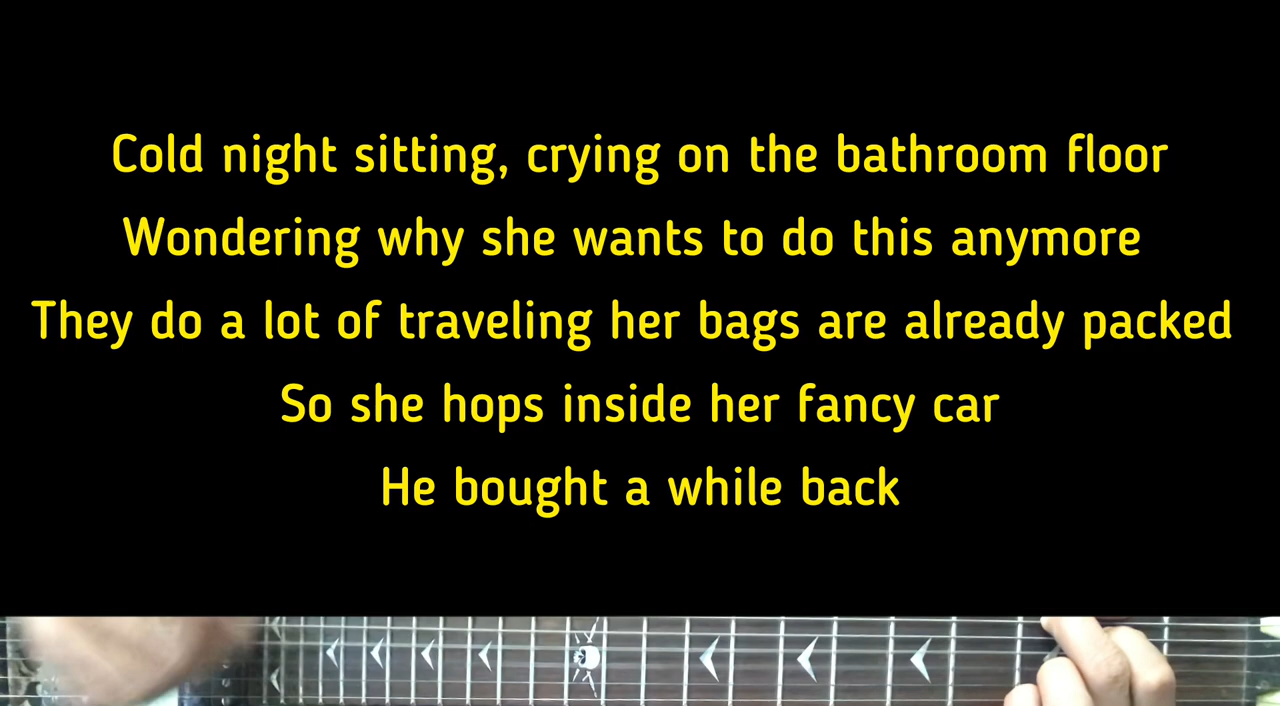 Cold night sitting, crying on the bathroom floor
Wondering why she wants to do this anymore
They do a lot of traveling her bags are already packed
So she hops inside her fancy car
He bought a while back